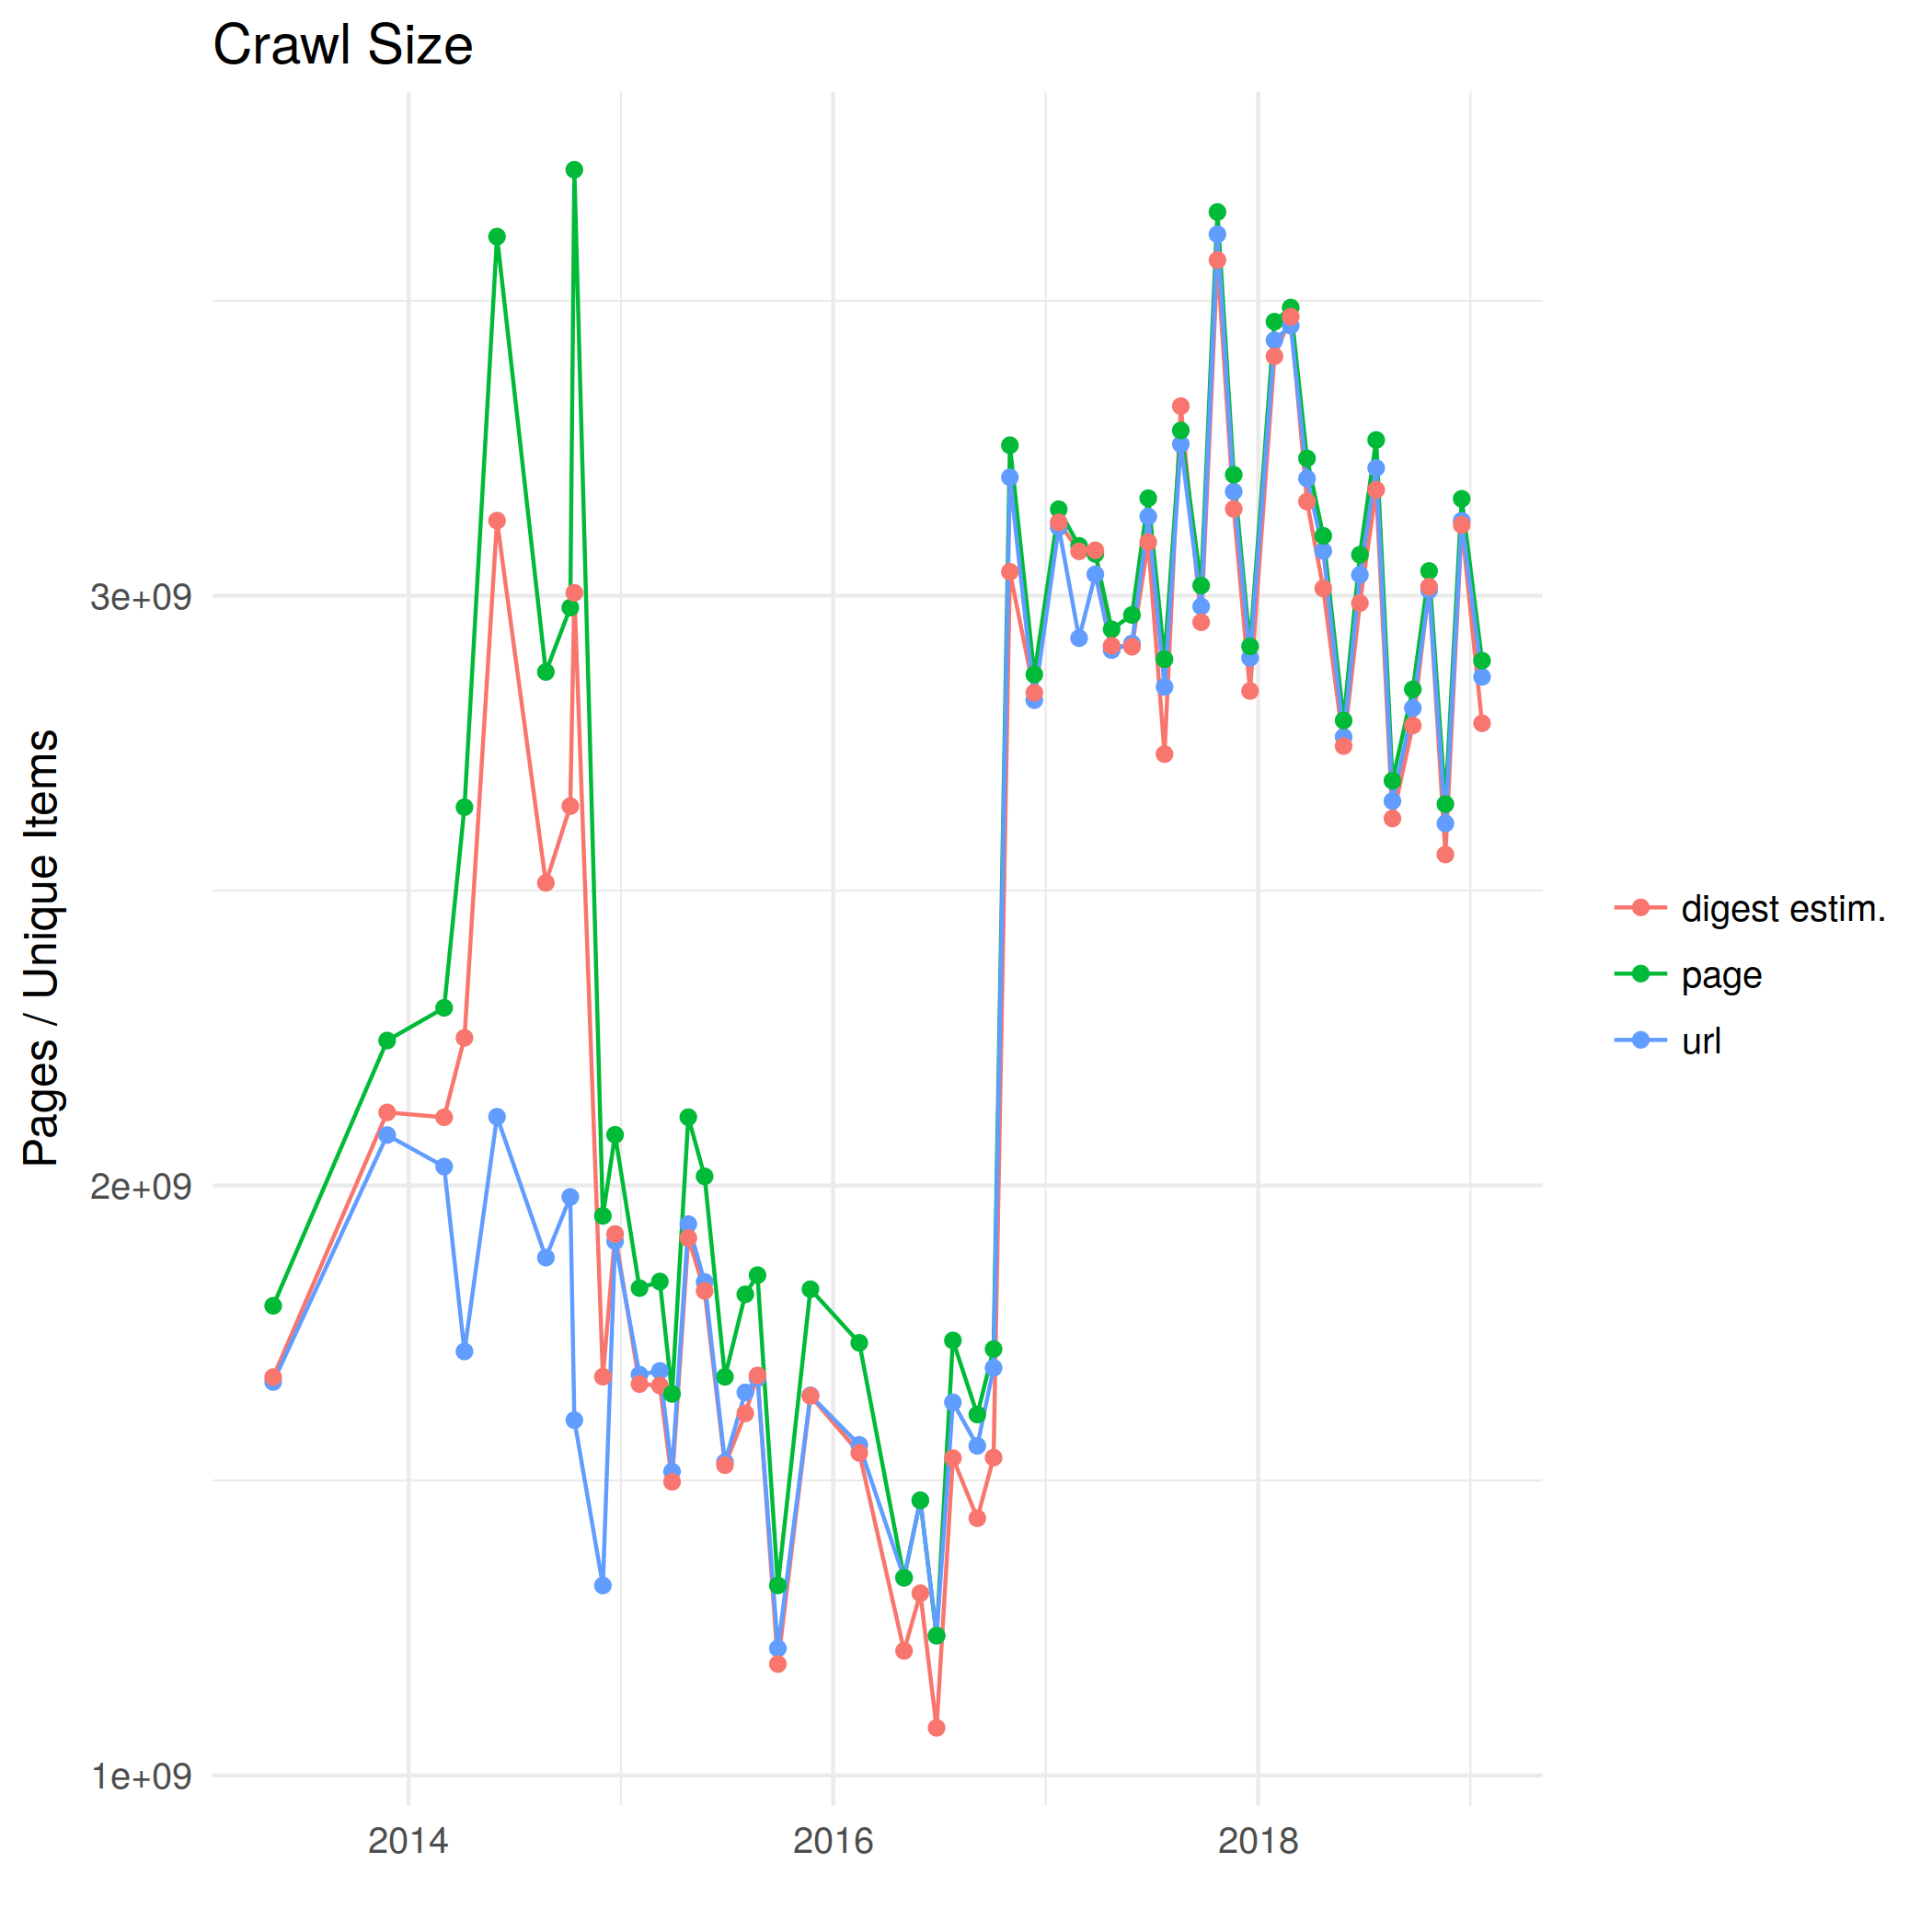 Crawl Size
Pages / Unique Items
3e+09
2e+09
1e+09
2014
2016
2018
digest estim.
page
url